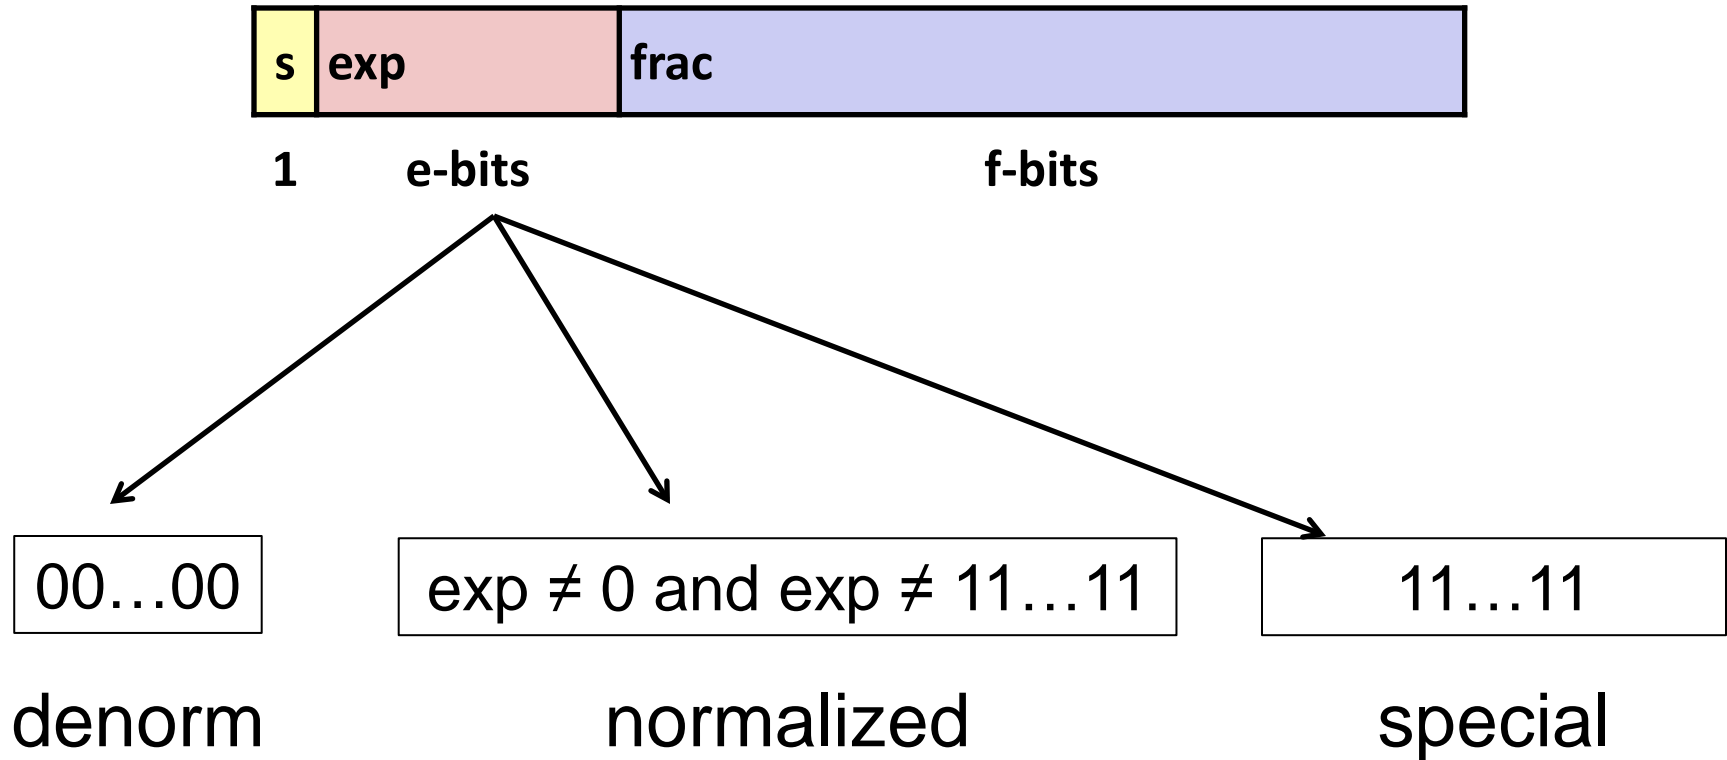 s exp frac
1 e-bits f-bits
00…00 exp ≠ 0 and exp ≠ 11…11 11…11
denorm normalized special